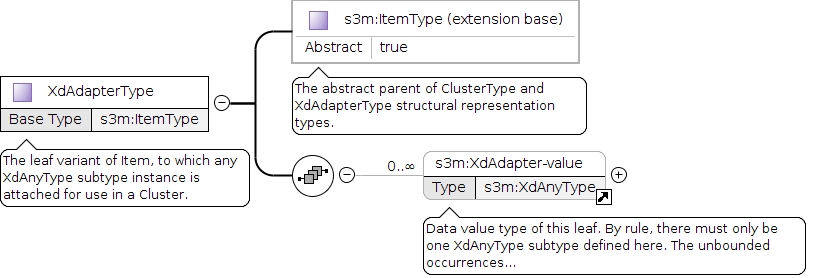 s3m:ItemType (extension base)
Abstract true
The abstract parent of ClusterType and
XdAdapterType structural representation
types.
XdAdapterType
Base Type s3m:ItemType
The leaf variant of Item, to which any
XdAnyType subtype instance is
attached for use in a Cluster.
0..∞
s3m:XdAdapter-value
Type s3m:XdAnyType
Data value type of this leaf. By rule, there must only be
one XdAnyType subtype defined here. The unbounded
occurrences...